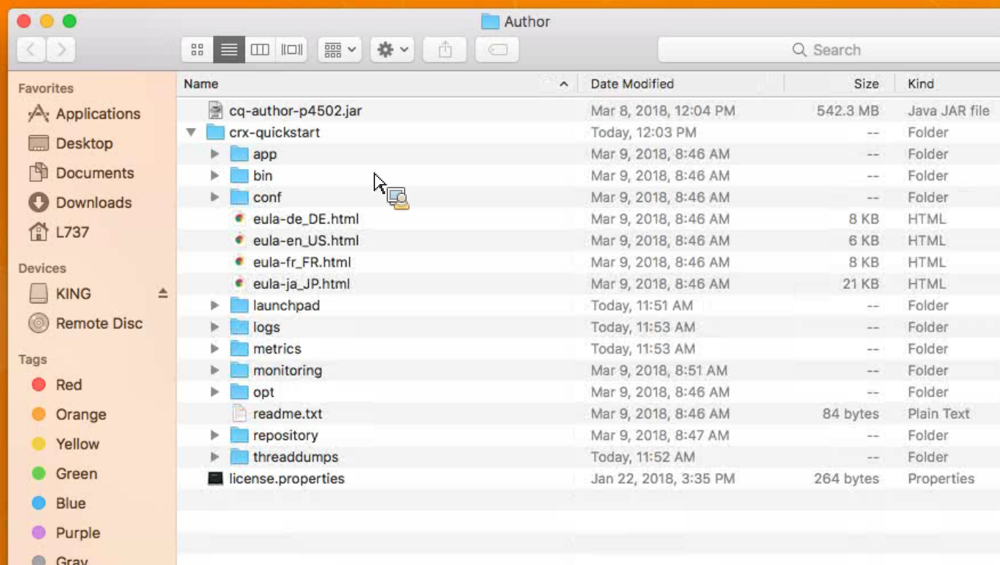 Author
Search
Favorites
Applications
Desktop
Documents
Downloads
L737
Devices
KING
Remote Disc
Tags
Red
Orange
Yellow
Green
Blue
Purple
Gray
Name Date Modified Size Kind
cq-author-p4502.jar Mar 8, 2018, 12:04 PM 542.3 MB Java JAR file
crx-quickstart Today, 12:03 PM -- Folder
app Mar 9, 2018, 8:46 AM -- Folder
bin Mar 9, 2018, 8:46 AM -- Folder
conf Mar 9, 2018, 8:46 AM -- Folder
eula-de_DE.html Mar 9, 2018, 8:46 AM 8 KB HTML
eula-en_US.html Mar 9, 2018, 8:46 AM 6 KB HTML
eula-fr_FR.html Mar 9, 2018, 8:46 AM 8 KB HTML
eula-ja_JP.html Mar 9, 2018, 8:46 AM 21 KB HTML
launchpad Today, 11:51 AM -- Folder
logs Today, 11:53 AM -- Folder
metrics Today, 11:53 AM -- Folder
monitoring Mar 9, 2018, 8:51 AM -- Folder
opt Mar 9, 2018, 8:46 AM -- Folder
readme.txt Mar 9, 2018, 8:46 AM 84 bytes Plain Text
repository Mar 9, 2018, 8:47 AM -- Folder
threaddumps Today, 11:52 AM -- Folder
license.properties Jan 22, 2018, 3:35 PM 264 bytes Properties